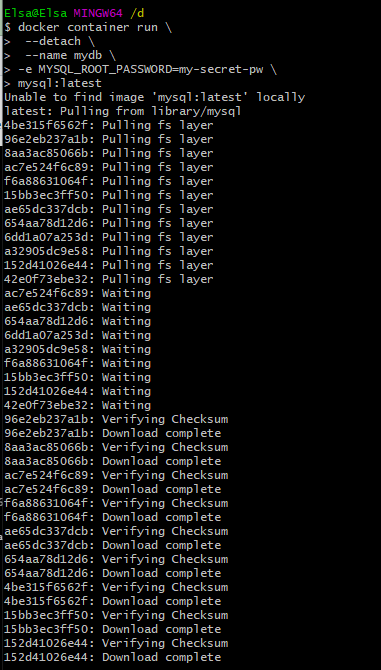 Elsa@Elsa MINGW64 /d
$ docker container run \
>  --detach \
>  --name mydb \
> -e MYSQL_ROOT_PASSWORD=my-secret-pw \
> mysql:latest
Unable to find image 'mysql:latest' locally
latest: Pulling from library/mysql
4be315f6562f: Pulling fs layer
96e2eb237a1b: Pulling fs layer
8aa3ac85066b: Pulling fs layer
ac7e524f6c89: Pulling fs layer
f6a88631064f: Pulling fs layer
15bb3ec3ff50: Pulling fs layer
ae65dc337dcb: Pulling fs layer
654aa78d12d6: Pulling fs layer
6dd1a07a253d: Pulling fs layer
a32905dc9e58: Pulling fs layer
152d41026e44: Pulling fs layer
42e0f73ebe32: Pulling fs layer
ac7e524f6c89: Waiting
ae65dc337dcb: Waiting
654aa78d12d6: Waiting
6dd1a07a253d: Waiting
a32905dc9e58: Waiting
f6a88631064f: Waiting
15bb3ec3ff50: Waiting
152d41026e44: Waiting
42e0f73ebe32: Waiting
96e2eb237a1b: Verifying Checksum
96e2eb237a1b: Download complete
8aa3ac85066b: Verifying Checksum
8aa3ac85066b: Download complete
ac7e524f6c89: Verifying Checksum
ac7e524f6c89: Download complete
f6a88631064f: Verifying Checksum
f6a88631064f: Download complete
ae65dc337dcb: Verifying Checksum
ae65dc337dcb: Download complete
654aa78d12d6: Verifying Checksum
654aa78d12d6: Download complete
4be315f6562f: Verifying Checksum
4be315f6562f: Download complete
15bb3ec3ff50: Verifying Checksum
15bb3ec3ff50: Download complete
152d41026e44: Verifying Checksum
152d41026e44: Download complete